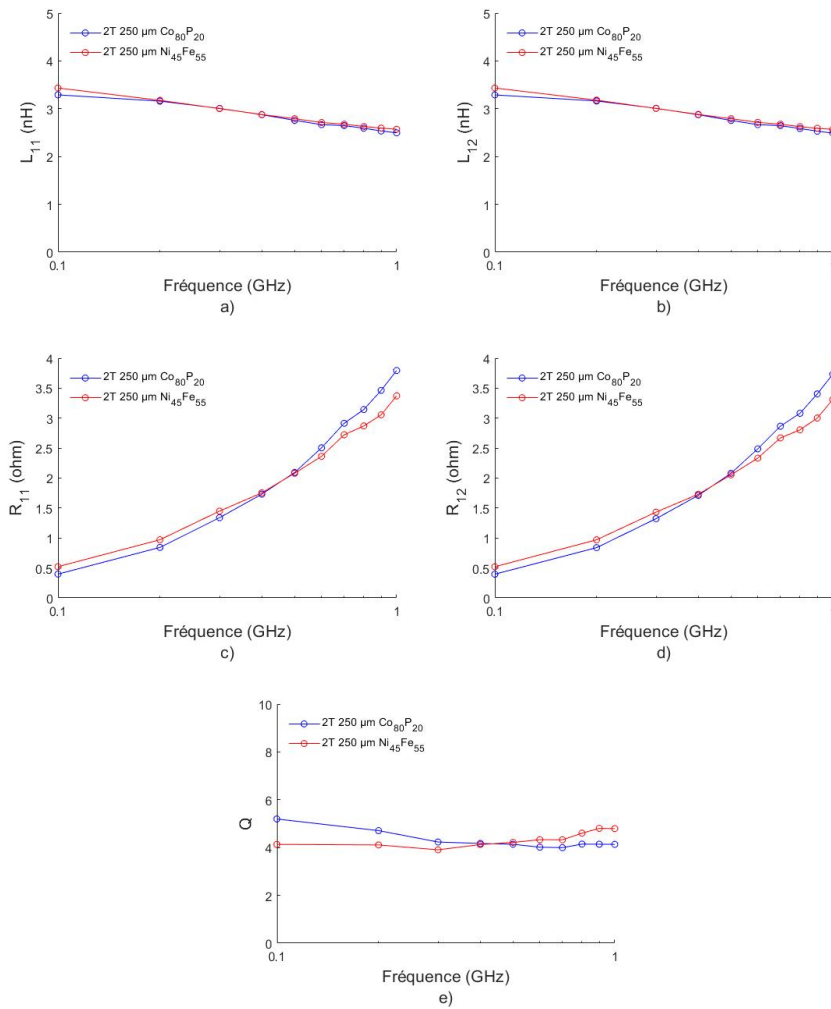 5
4
3
2
1
0
L₁₁ (nH)
2T 250 µm Co₈₀P₂₀
2T 250 µm Ni₄₅Fe₅₅
0.1
1
Fréquence (GHz)
a)
5
4
3
2
1
0
L₁₂ (nH)
2T 250 µm Co₈₀P₂₀
2T 250 µm Ni₄₅Fe₅₅
0.1
Fréquence (GHz)
b)
4
3.5
3
2.5
2
1.5
1
0.5
0
R₁₁ (ohm)
2T 250 µm Co₈₀P₂₀
2T 250 µm Ni₄₅Fe₅₅
0.1
1
Fréquence (GHz)
c)
4
3.5
3
2.5
2
1.5
1
0.5
0
R₁₂ (ohm)
2T 250 µm Co₈₀P₂₀
2T 250 µm Ni₄₅Fe₅₅
0.1
Fréquence (GHz)
d)
10
8
6
4
2
0
Q
2T 250 µm Co₈₀P₂₀
2T 250 µm Ni₄₅Fe₅₅
0.1
1
Fréquence (GHz)
e)